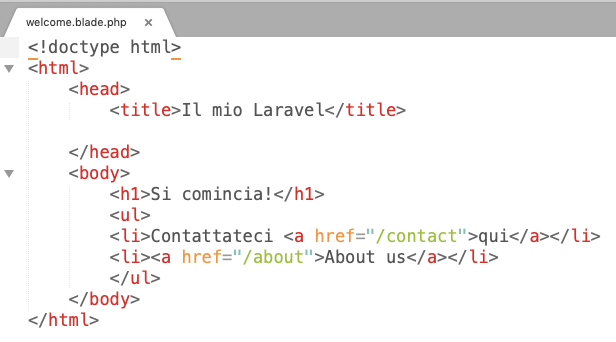 welcome.blade.php ×
<!doctype html>
<html>
<head>
<title>Il mio Laravel</title>
</head>
<body>
<h1>Si comincia!</h1>
<ul>
<li>Contattateci <a href="/contact">qui</a></li>
<li><a href="/about">About us</a></li>
</ul>
</body>
</html>